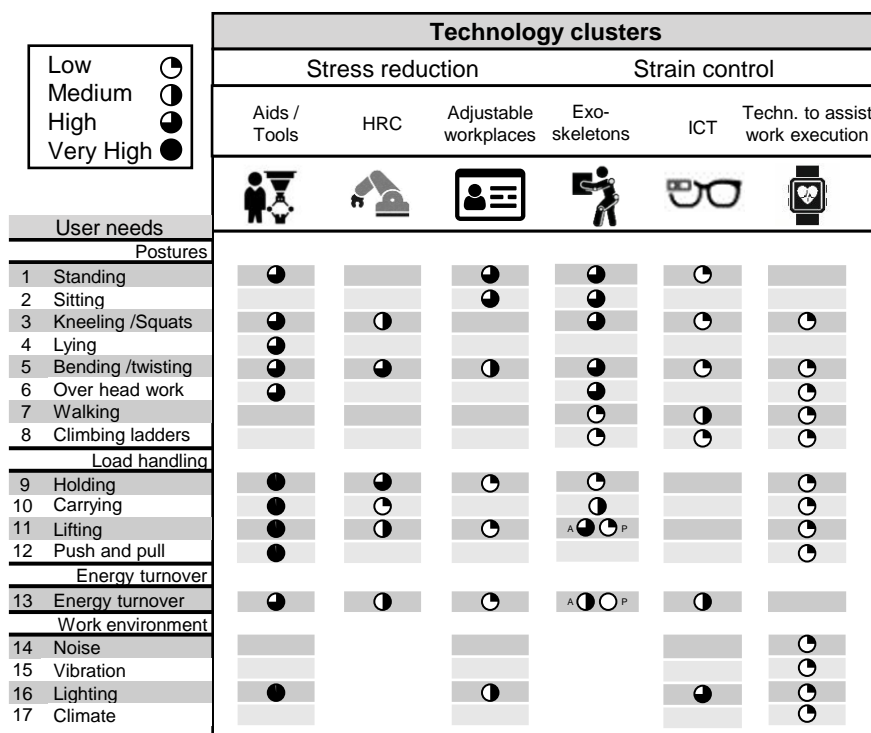 Technology clusters
Low
Medium
High
Very High
Stress reduction Strain control
Aids / Tools HRC Adjustable workplaces Exo-skeletons ICT Techn. to assist work execution
User needs
Postures
1 Standing
2 Sitting
3 Kneeling /Squats
4 Lying
5 Bending /twisting
6 Over head work
7 Walking
8 Climbing ladders
Load handling
9 Holding
10 Carrying
11 Lifting A P
12 Push and pull
Energy turnover
13 Energy turnover A P
Work environment
14 Noise
15 Vibration
16 Lighting
17 Climate